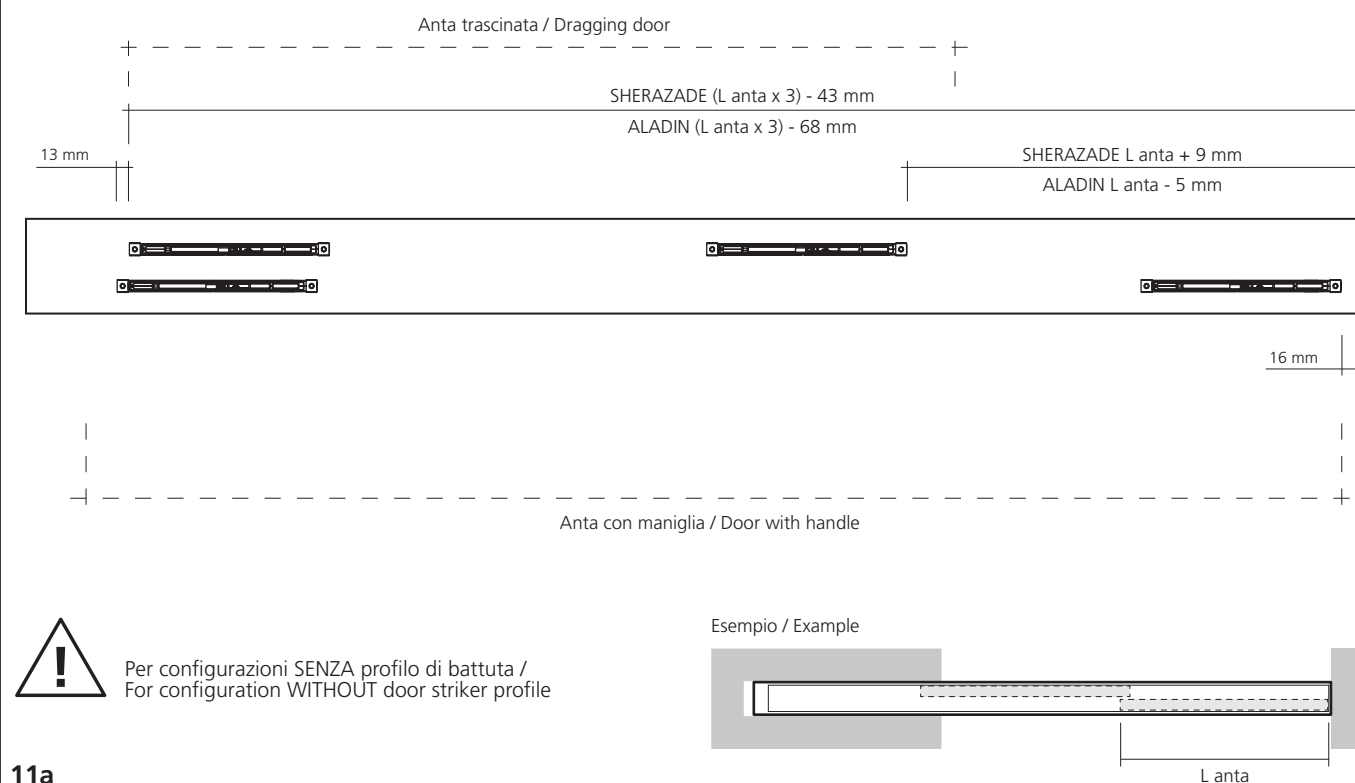 Anta trascinata / Dragging door
SHERAZADE (L anta x 3) - 43 mm
ALADIN (L anta x 3) - 68 mm
13 mm
SHERAZADE L anta + 9 mm
ALADIN L anta - 5 mm
16 mm
Anta con maniglia / Door with handle
!
Per configurazioni SENZA profilo di battuta /
For configuration WITHOUT door striker profile
Esempio / Example
L anta
11a